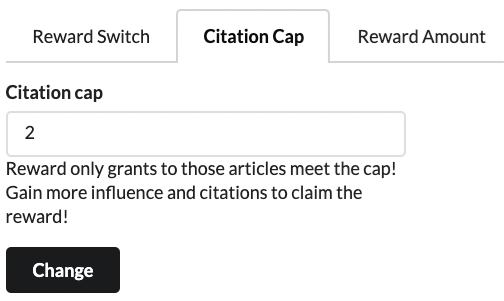 Reward Switch Citation Cap Reward Amount
Citation cap
2
Reward only grants to those articles meet the cap!
Gain more influence and citations to claim the
reward!
Change